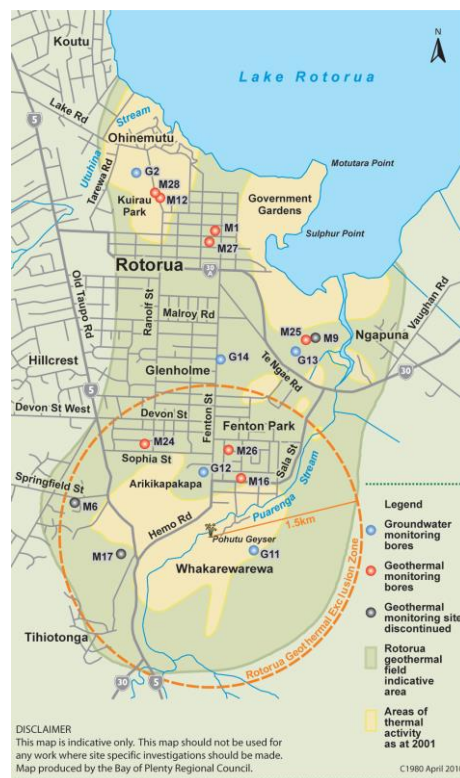 Koutu
N
Lake Rotorua
Lake Rd
5
Utuhina
Stream
Ohinemutu
Tarewa Rd
G2
M28
M12
Kuirau
Park
Motutara Point
Government
Gardens
Sulphur Point
M1
M27
Rotorua
30
Old Taupo Rd
Ranolf St
Malroy Rd
M25
M9
Ngapuna
Vaughan Rd
G13
Te Ngae Rd
Hillcrest
Glenholme
G14
30
5
Devon St West
Devon St
Fenton St
Fenton Park
M24
M26
Sala St
Sophia St
G12
M16
Puarenga
Stream
Springfield St
Arikikapakapa
M6
Hemo Rd
1.5km
Pohutu Geyser
M17
G11
Whakarewarewa
Rotorua Geothermal Exclusion Zone
Tihiotonga
30
5
Legend
Groundwater
monitoring
bores
Geothermal
monitoring
bores
Geothermal
monitoring site
discontinued
Rotorua
geothermal
field
indicative
area
Areas of
thermal
activity
as at 2001
DISCLAIMER
This map is indicative only. This map should not be used for
any work where site specific investigations should be made.
Map produced by the Bay of Plenty Regional Council.
C1980 April 2010